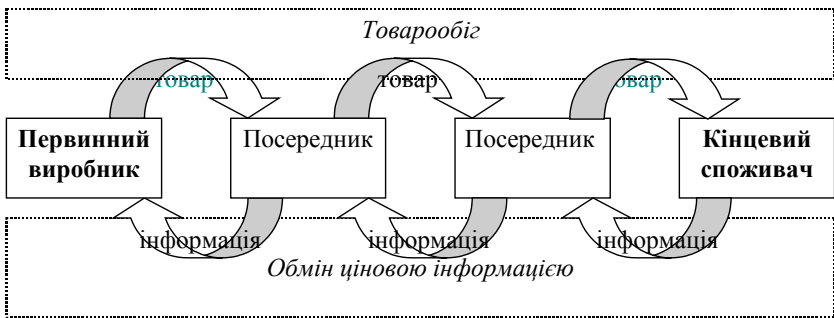 Товарообіг
товар товар товар
Первинний
виробник
Посередник
Посередник
Кінцевий
споживач
інформація інформація інформація
Обмін ціновою інформацією